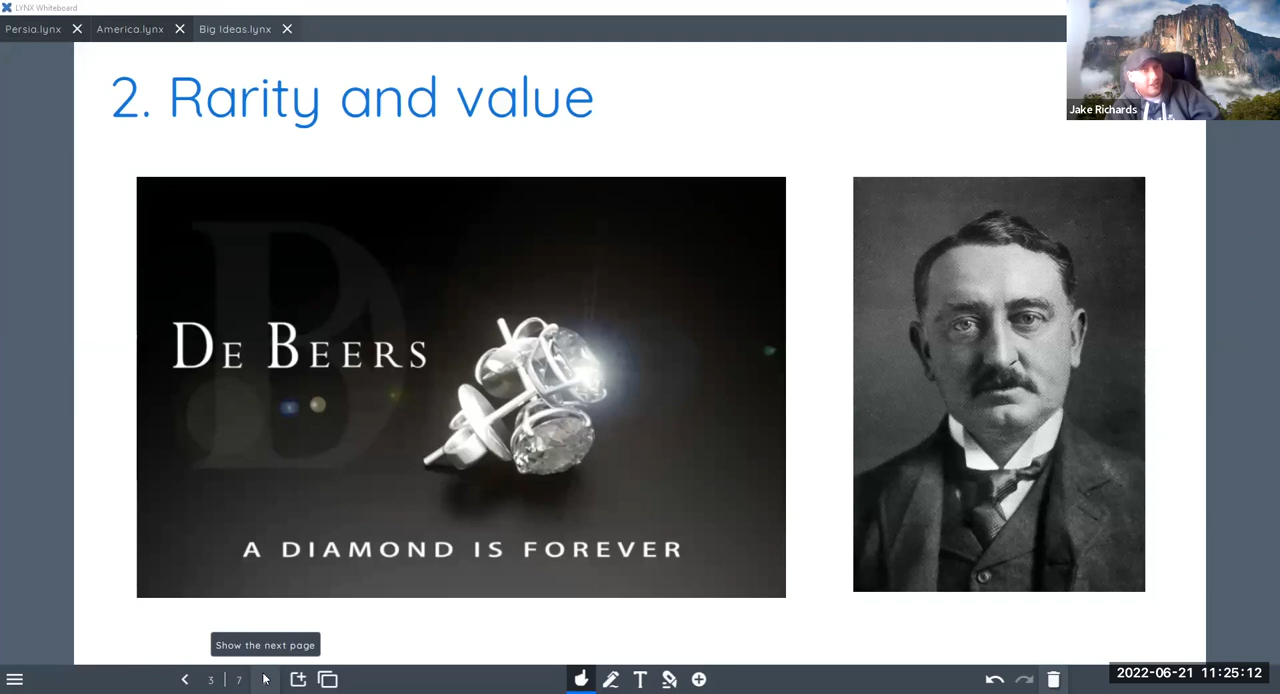 LYNX Whiteboard
Persia.lynx
America.lynx
Big Ideas.lynx
2. Rarity and value
Jake Richards
DE BEERS
A DIAMOND IS FOREVER
Show the next page
3 | 7
T
2022-06-21 11:25:12